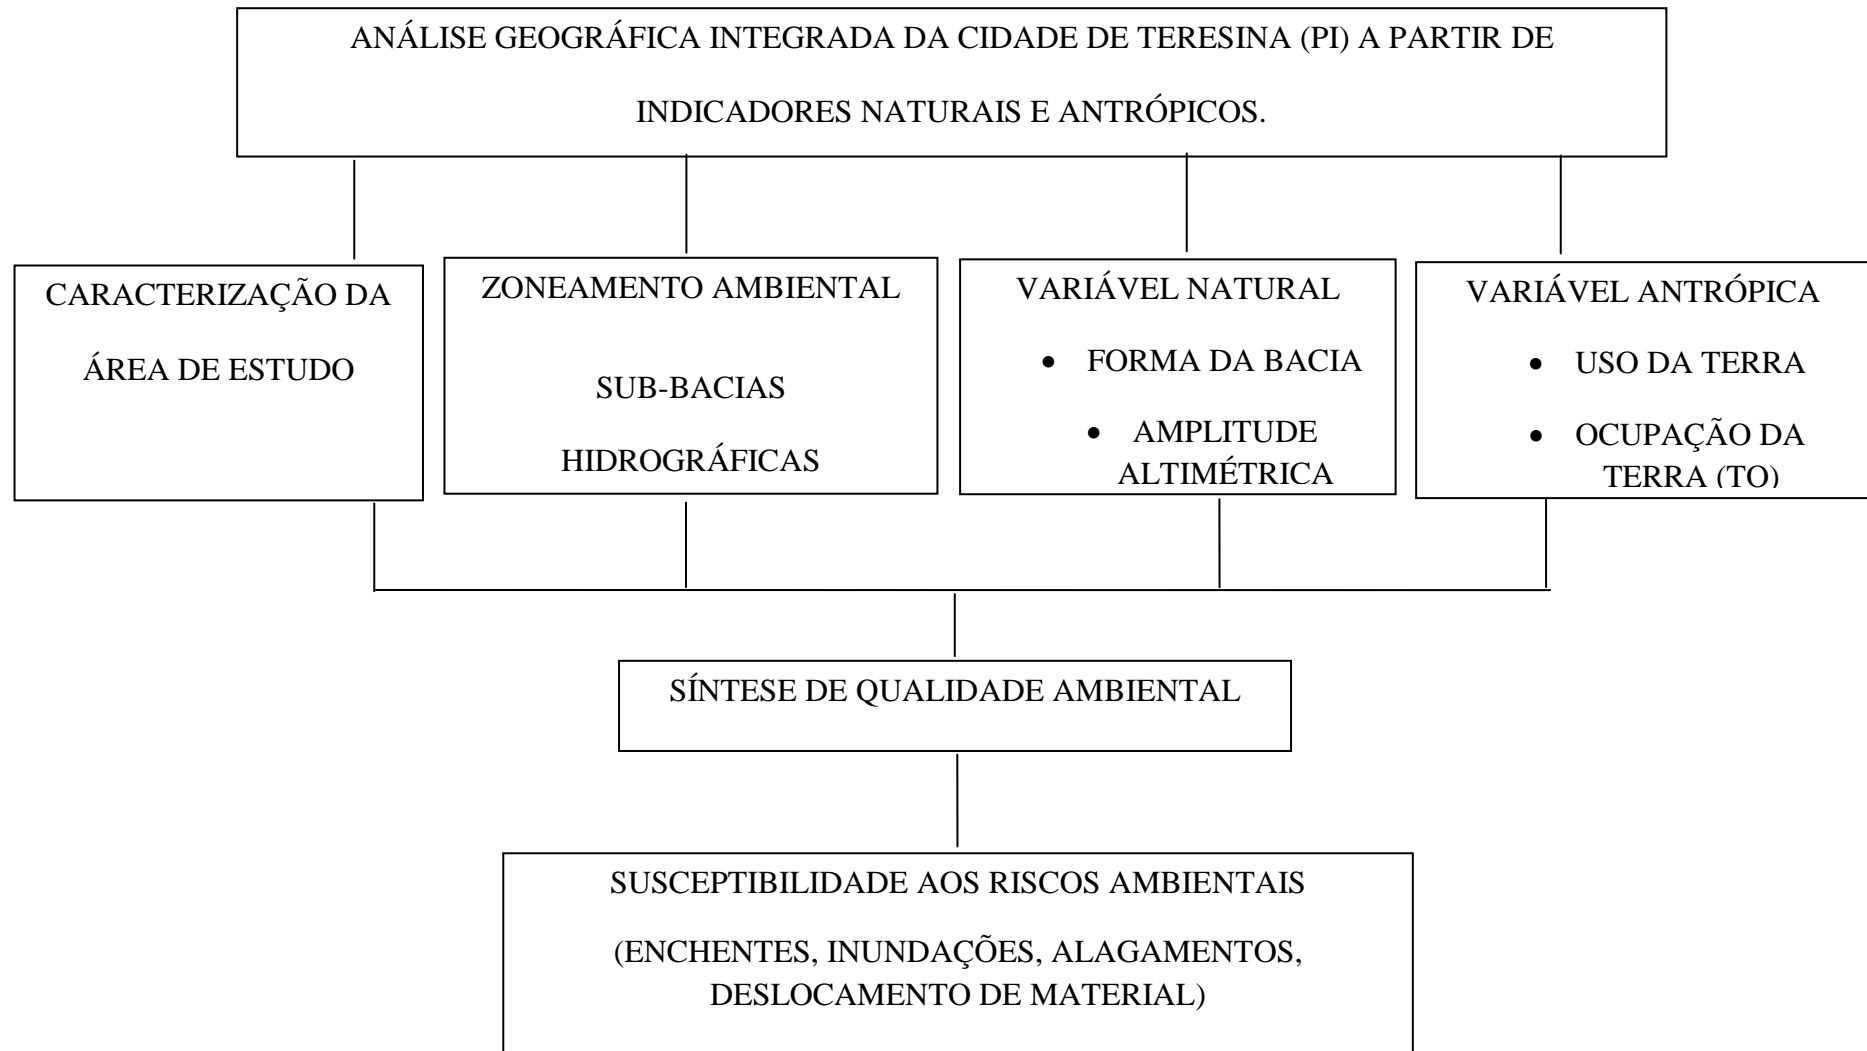 ANÁLISE GEOGRÁFICA INTEGRADA DA CIDADE DE TERESINA (PI) A PARTIR DE
INDICADORES NATURAIS E ANTRÓPICOS.
CARACTERIZAÇÃO DA
ÁREA DE ESTUDO
ZONEAMENTO AMBIENTAL
SUB-BACIAS
HIDROGRÁFICAS
VARIÁVEL NATURAL
• FORMA DA BACIA
• AMPLITUDE
ALTIMÉTRICA
VARIÁVEL ANTRÓPICA
• USO DA TERRA
• OCUPAÇÃO DA
TERRA (TO)
SÍNTESE DE QUALIDADE AMBIENTAL
SUSCEPTIBILIDADE AOS RISCOS AMBIENTAIS
(ENCHENTES, INUNDAÇÕES, ALAGAMENTOS,
DESLOCAMENTO DE MATERIAL)